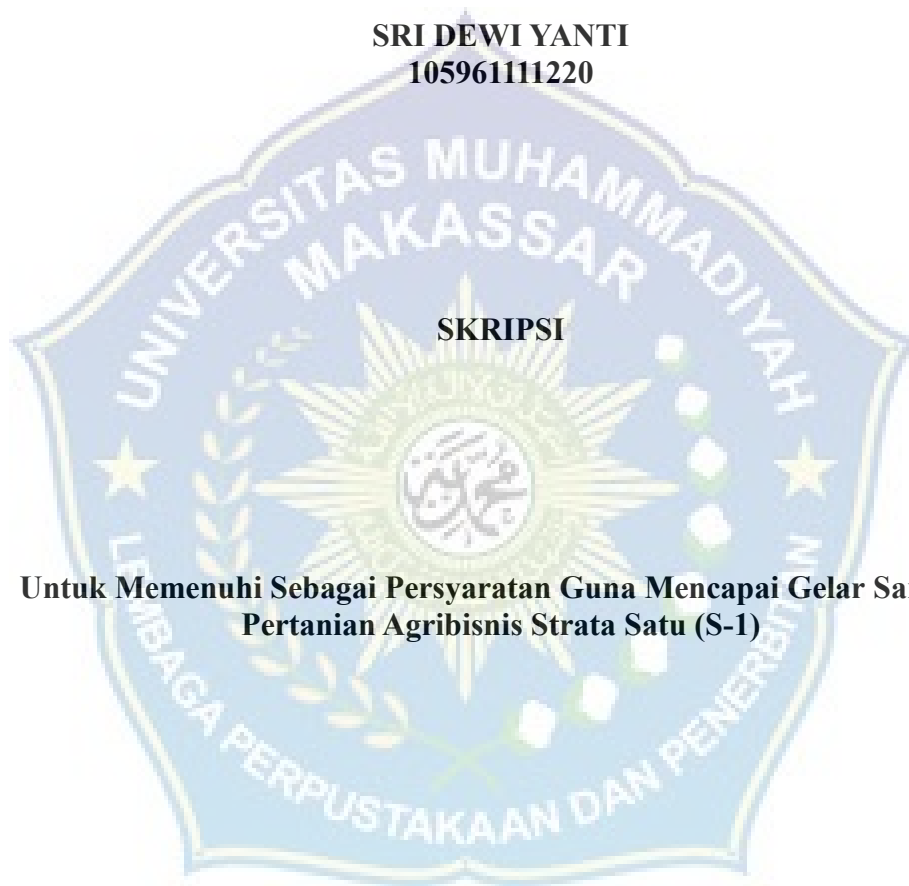 SRI DEWI YANTI
105961111220
UNIVERSITAS MUHAMMADIYAH
MAKASSAR
SKRIPSI
Untuk Memenuhi Sebagai Persyaratan Guna Mencapai Gelar
Pertanian Agribisnis Strata Satu (S-1)
LEMBAGA PERPUSTAKAAN DAN PENERBITAN